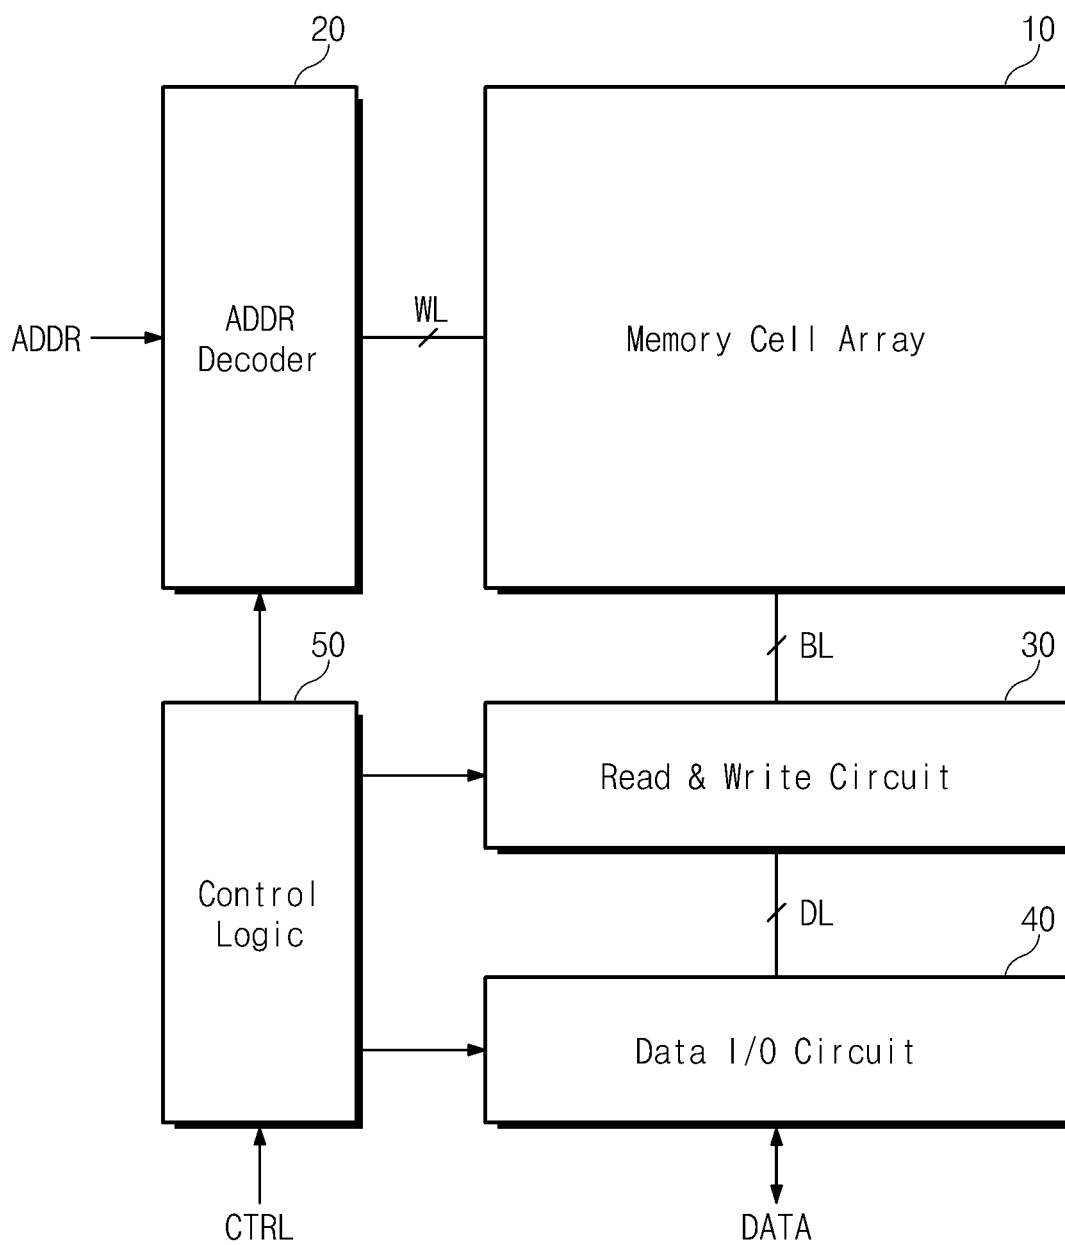 20
10
ADDR
ADDR
Decoder
WL
Memory Cell Array
50
BL
30
Read & Write Circuit
Control
Logic
DL
40
Data I/O Circuit
CTRL
DATA